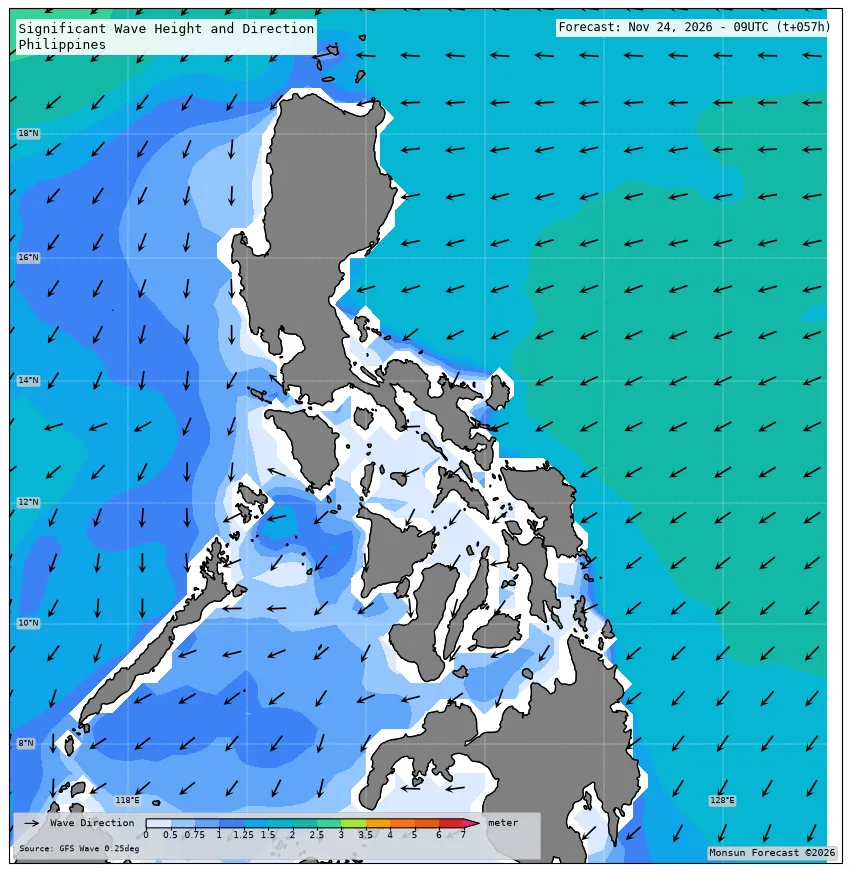 Significant Wave Height and Direction
Philippines
Forecast: Nov 24, 2026 - 09UTC (t+057h)
18°N
16°N
14°N
12°N
10°N
8°N
118°E
128°E
Wave Direction
0 0.5 0.75 1 1.25 1.5 2 2.5 3 3.5 4 5 6 7
meter
Source: GFS Wave 0.25deg
Monsun Forecast ©2026